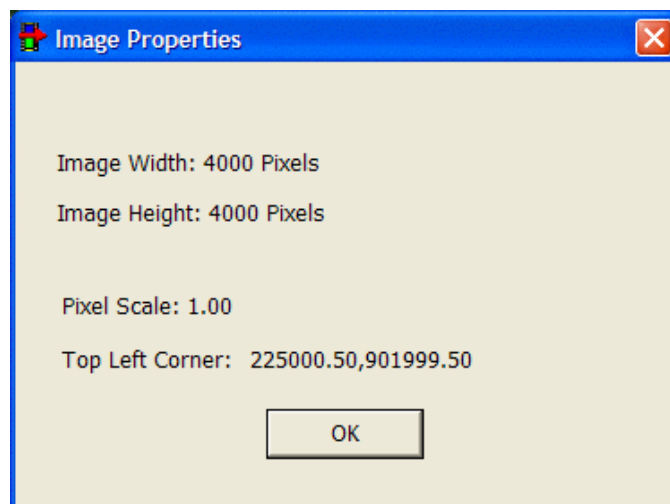 Image Properties
Image Width: 4000 Pixels
Image Height: 4000 Pixels
Pixel Scale: 1.00
Top Left Corner: 225000.50,901999.50
OK